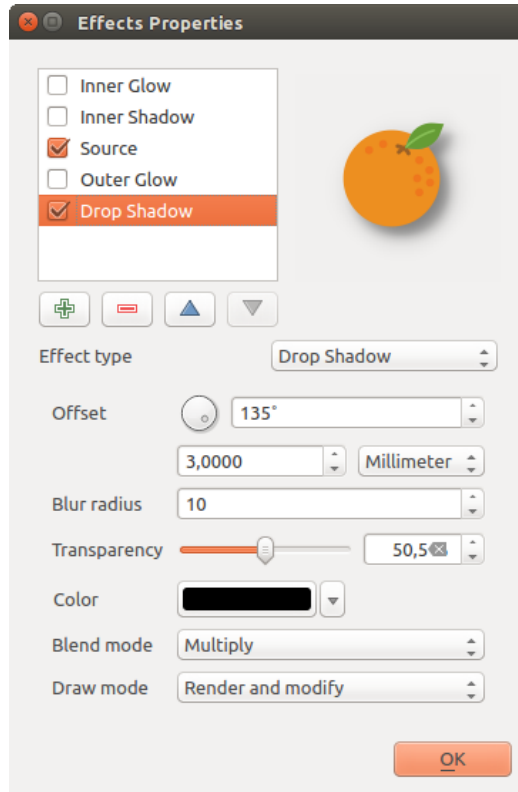 Effects Properties
Inner Glow
Inner Shadow
Source
Outer Glow
Drop Shadow
Effect type Drop Shadow
Offset 135°
3,0000 Millimeter
Blur radius 10
Transparency 50,5
Color
Blend mode Multiply
Draw mode Render and modify
OK